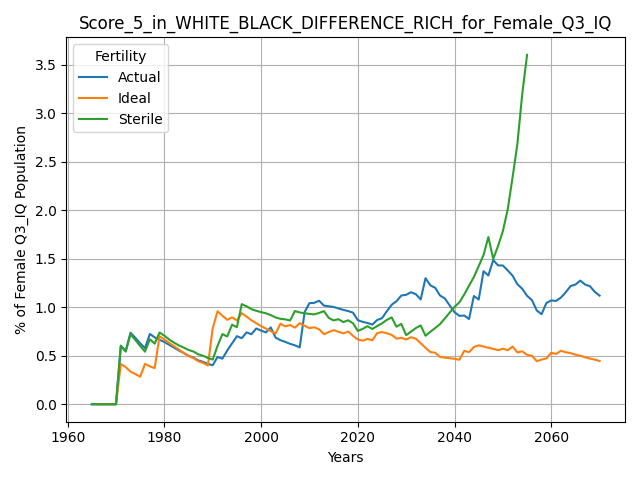 Score_5_in_WHITE_BLACK_DIFFERENCE_RICH_for_Female_Q3_IQ
Fertility
Actual
Ideal
Sterile
% of Female Q3_IQ Population
3.5
3.0
2.5
2.0
1.5
1.0
0.5
0.0
1960 1980 2000 2020 2040 2060
Years